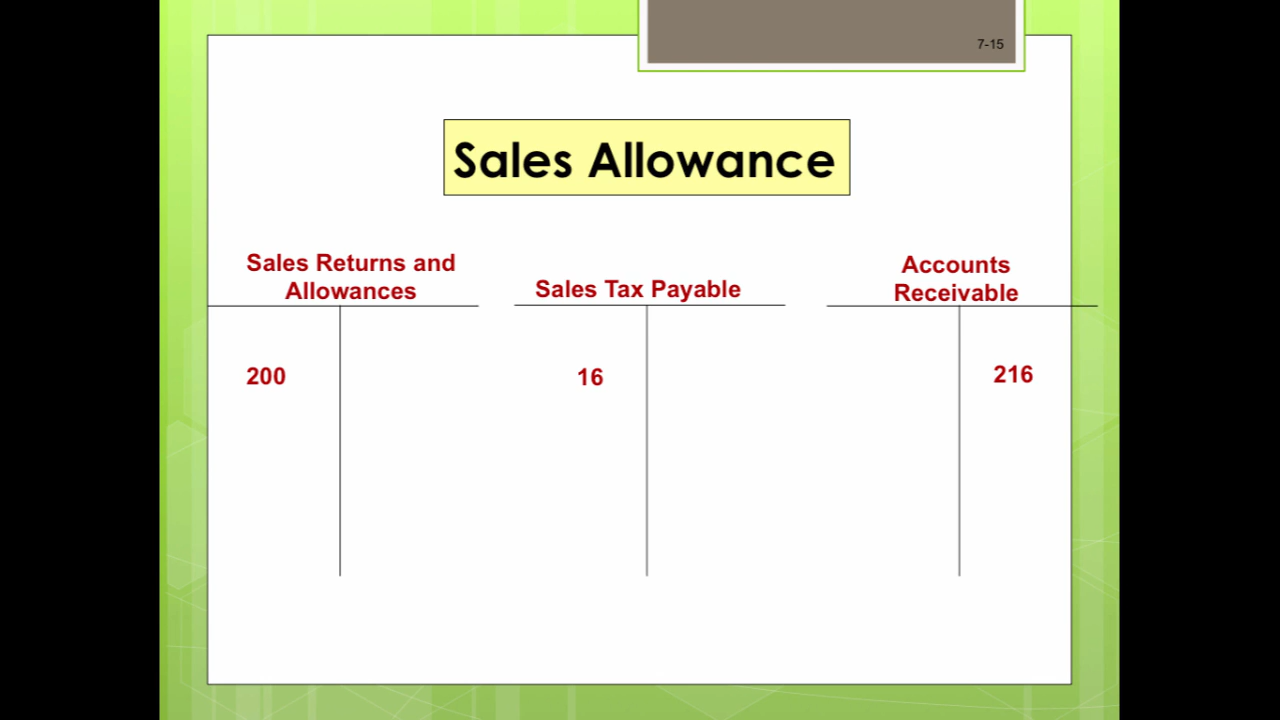 7-15
Sales Allowance
Sales Returns and
Allowances
Sales Tax Payable
Accounts
Receivable
200
16
216